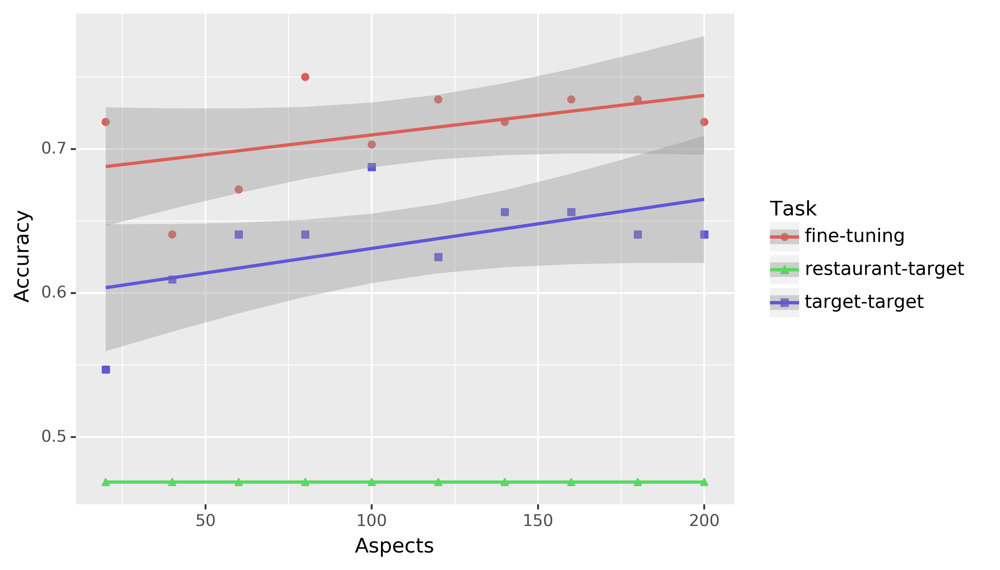 0.7
0.6
0.5
Accuracy
50
100
150
200
Aspects
Task
fine-tuning
restaurant-target
target-target